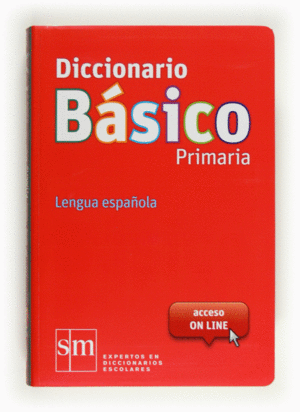 Diccionario
Básico
Primaria
Lengua española
acceso
ON LINE
sm
EXPERTOS EN
DICCIONARIOS
ESCOLARES